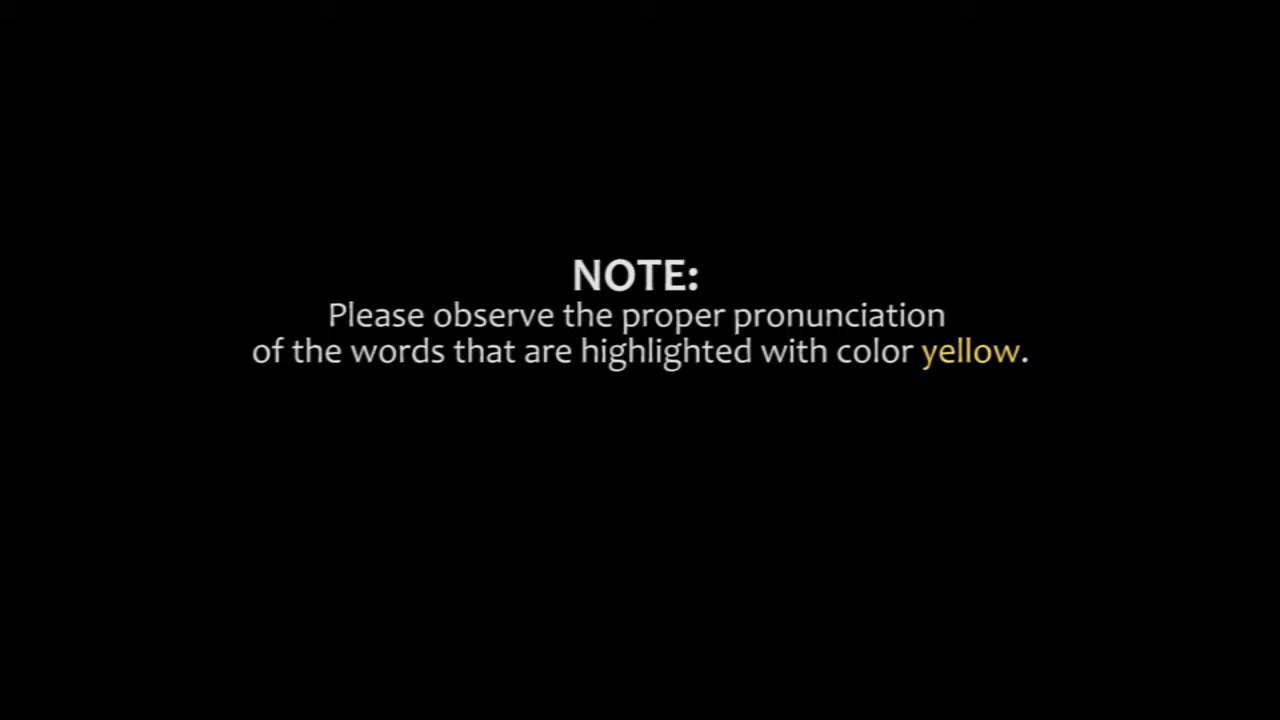 NOTE:
Please observe the proper pronunciation
of the words that are highlighted with color yellow.